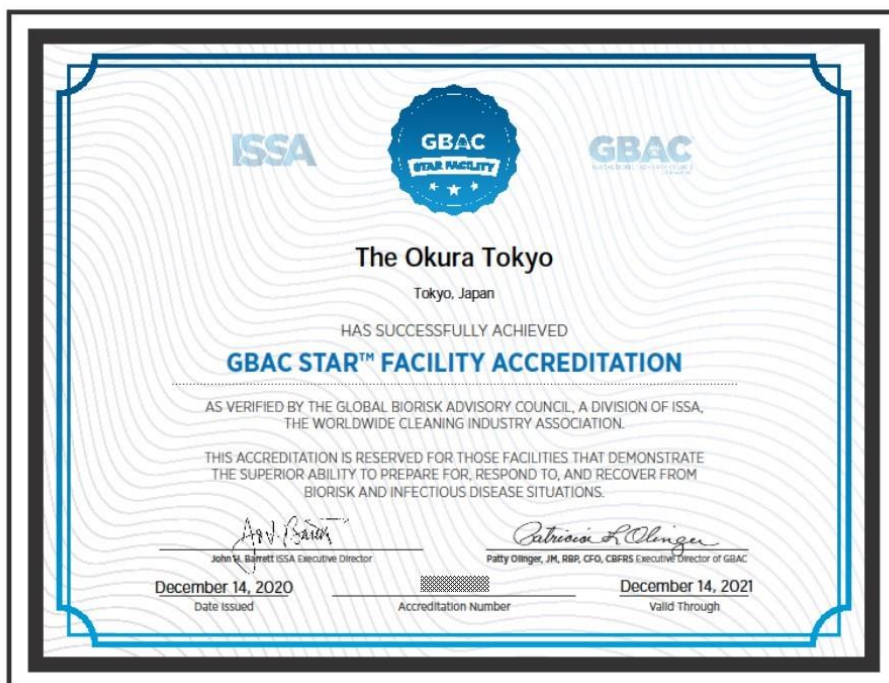 ISSA
GBAC
STAR FACILITY
GBAC
The Okura Tokyo
Tokyo, Japan
HAS SUCCESSFULLY ACHIEVED
GBAC STAR™ FACILITY ACCREDITATION
AS VERIFIED BY THE GLOBAL BIORISK ADVISORY COUNCIL, A DIVISION OF ISSA,
THE WORLDWIDE CLEANING INDUSTRY ASSOCIATION.
THIS ACCREDITATION IS RESERVED FOR THOSE FACILITIES THAT DEMONSTRATE
THE SUPERIOR ABILITY TO PREPARE FOR, RESPOND TO, AND RECOVER FROM
BIORISK AND INFECTIOUS DISEASE SITUATIONS.
Patricia L Olinger
John H. Barrett ISSA Executive Director
Patty Olinger, JM, RBP, CFO, CBFRS Executive Director of GBAC
December 14, 2020
December 14, 2021
Date Issued
Accreditation Number
Valid Through